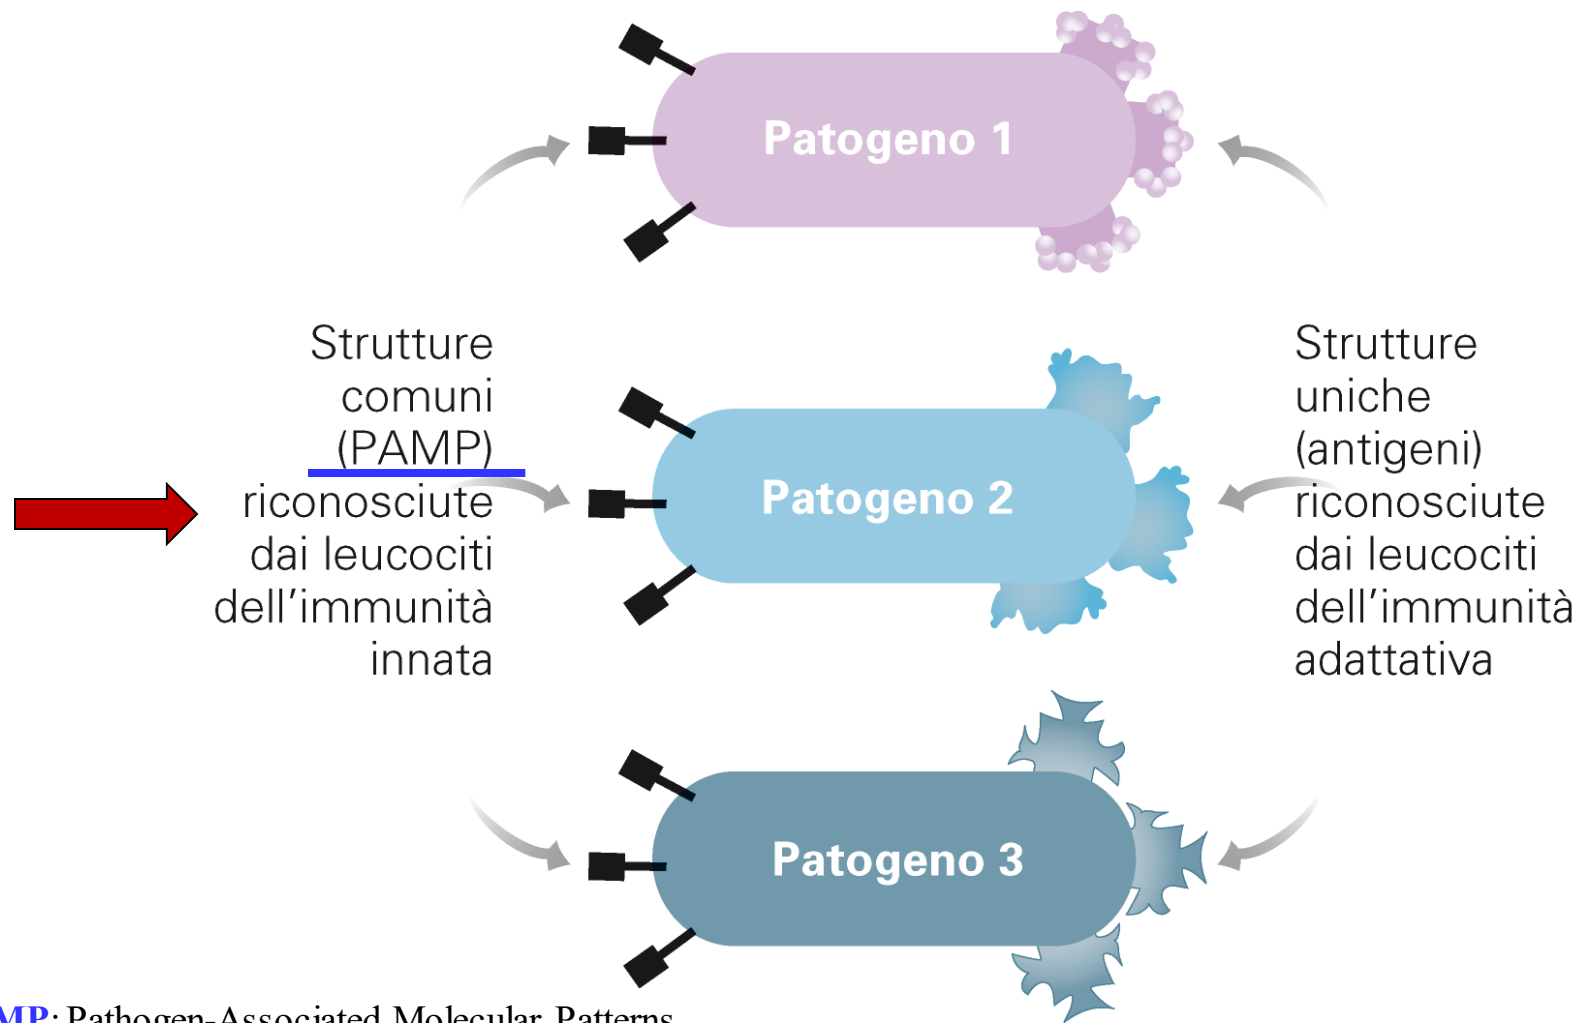 Patogeno 1
Strutture
comuni
(PAMP)
riconosciute
dai leucociti
dell'immunità
innata
Patogeno 2
Strutture
uniche
(antigeni)
riconosciute
dai leucociti
dell'immunità
adattativa
Patogeno 3
MP: Pathogen-Associated Molecular Patterns